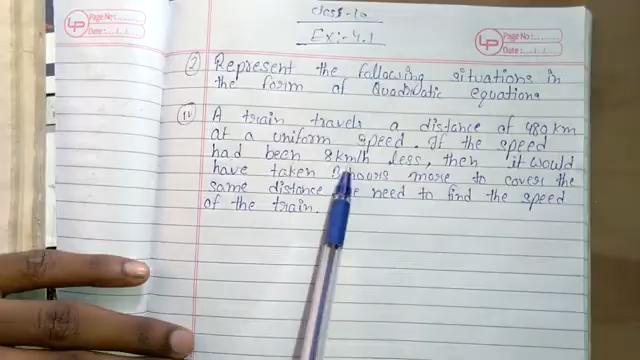 Class-10
Ex:- 4.1
LP
Page No.:
Date:
LP
Page No.:
Date:
2 Represent the following situations in
the form of Quadratic equations
(iv) A train travels a distance of 480 km
at a uniform speed. If the speed
had been 8km/h less, then it would
have taken hours more to cover the
same distance. We need to find the speed
of the train.